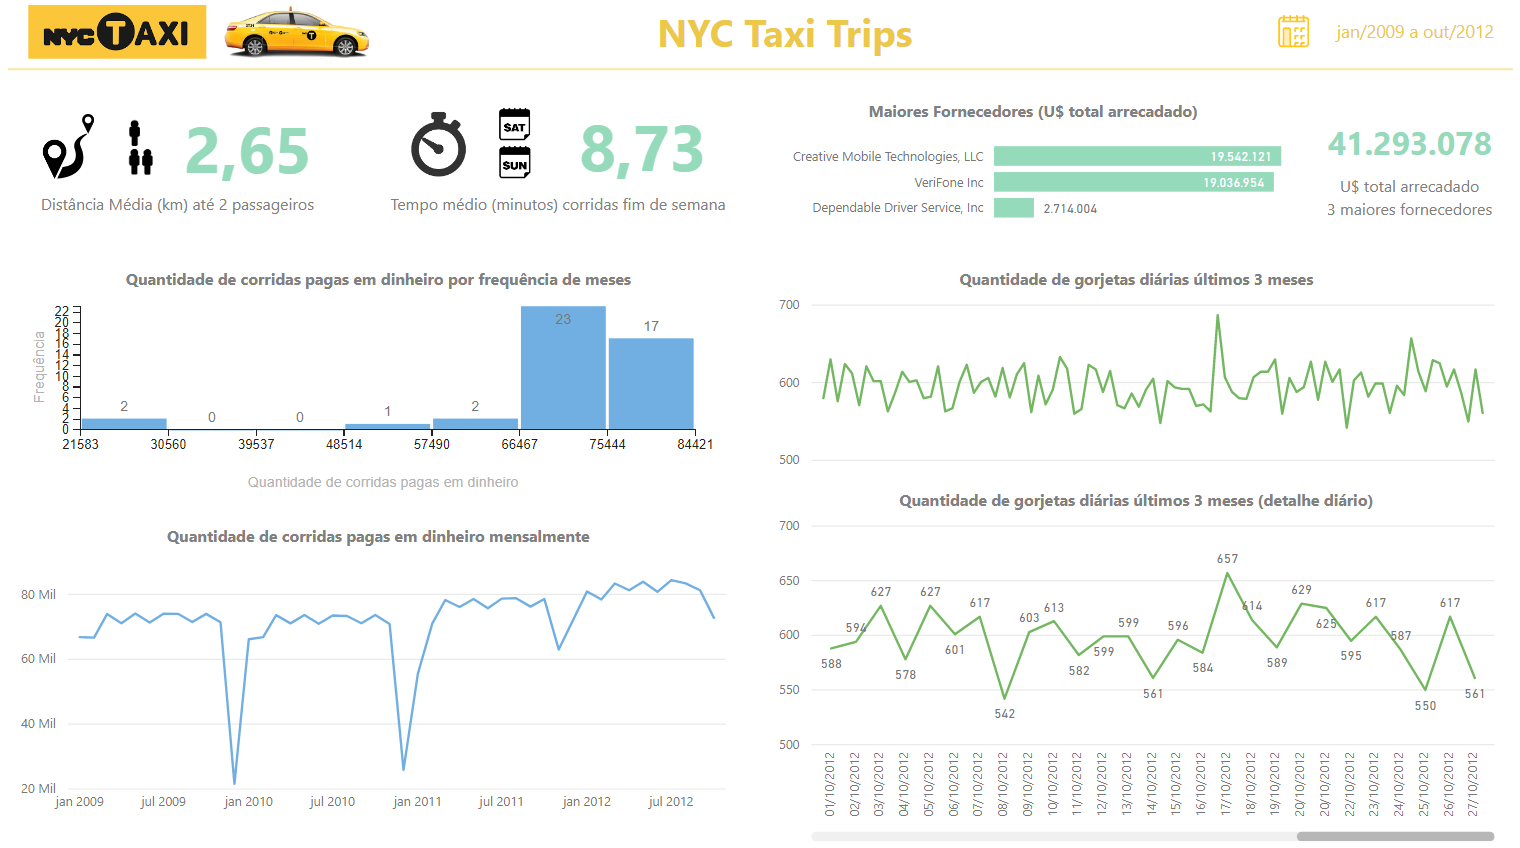 NYC TAXI
NYC Taxi Trips
jan/2009 a out/2012
2,65
Distância Média (km) até 2 passageiros
SAT
SUN
8,73
Tempo médio (minutos) corridas fim de semana
Maiores Fornecedores (U$ total arrecadado)
Creative Mobile Technologies, LLC 19.542.121
VeriFone Inc 19.036.954
Dependable Driver Service, Inc 2.714.004
41.293.078
U$ total arrecadado
3 maiores fornecedores
Quantidade de corridas pagas em dinheiro por frequência de meses
Frequência
22
20
18
16
14
12
10
8
6
4
2
0
2 0 0 1 2 23 17
21583 30560 39537 48514 57490 66467 75444 84421
Quantidade de corridas pagas em dinheiro
Quantidade de gorjetas diárias últimos 3 meses
700
600
500
Quantidade de corridas pagas em dinheiro mensalmente
80 Mil
60 Mil
40 Mil
20 Mil
jan 2009 jul 2009 jan 2010 jul 2010 jan 2011 jul 2011 jan 2012 jul 2012
Quantidade de gorjetas diárias últimos 3 meses (detalhe diário)
700
650
600
550
500
588 594 627 578 627 601 617 542 603 613 582 599 599 561 596 584 657 614 589 629 625 595 617 587 550 617 561
01/10/2012 02/10/2012 03/10/2012 04/10/2012 05/10/2012 06/10/2012 07/10/2012 08/10/2012 09/10/2012 10/10/2012 11/10/2012 12/10/2012 13/10/2012 14/10/2012 15/10/2012 16/10/2012 17/10/2012 18/10/2012 19/10/2012 20/10/2012 20/10/2012 22/10/2012 23/10/2012 24/10/2012 25/10/2012 26/10/2012 27/10/2012